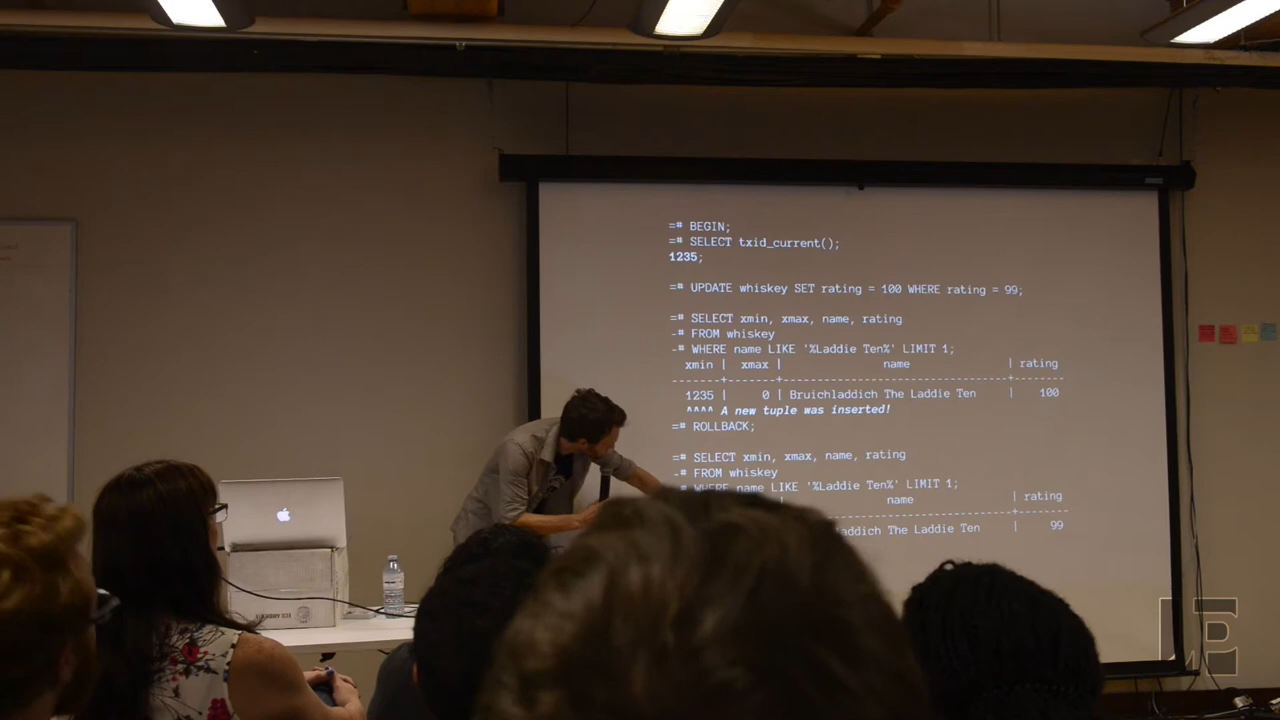 =# BEGIN;
=# SELECT txid_current();
1235;
=# UPDATE whiskey SET rating = 100 WHERE rating = 99;
=# SELECT xmin, xmax, name, rating
-# FROM whiskey
-# WHERE name LIKE '%Laddie Ten%' LIMIT 1;
xmin | xmax | name | rating
-------+-------+-------------------------------------+--------
1235 | 0 | Bruichladdich The Laddie Ten | 100
^^^^ A new tuple was inserted!
=# ROLLBACK;
=# SELECT xmin, xmax, name, rating
-# FROM whiskey
WHERE name LIKE '%Laddie Ten%' LIMIT 1;
name | rating
laddich The Laddie Ten | 99